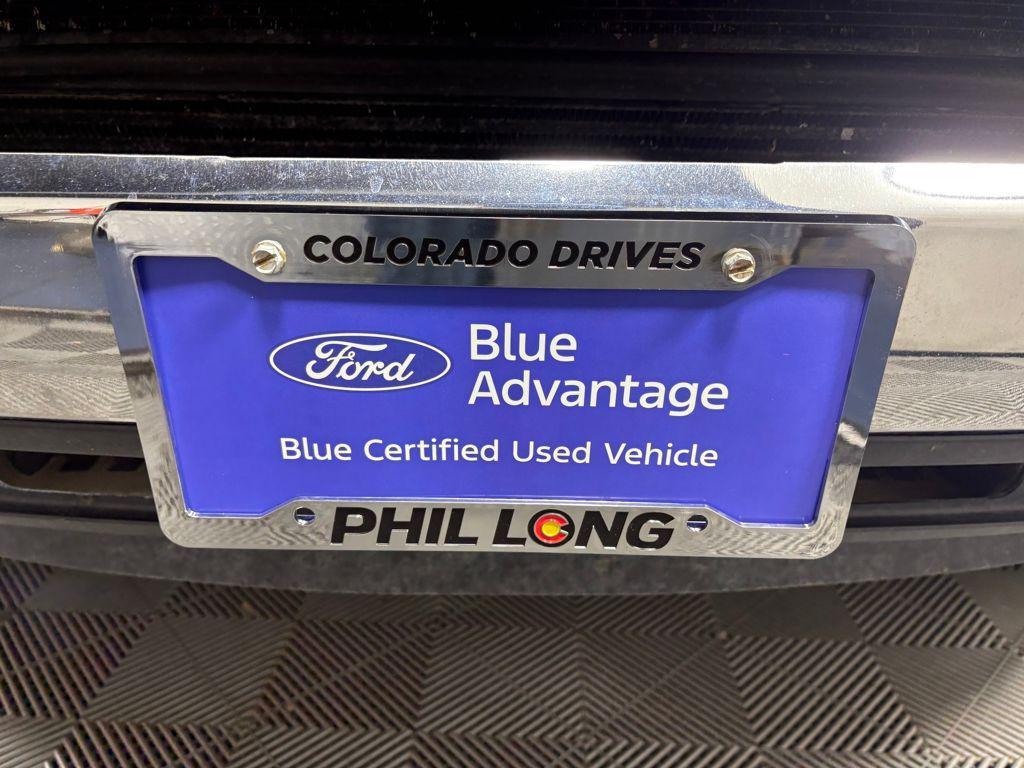 COLORADO DRIVES
Ford
Blue
Advantage
Blue Certified Used Vehicle
PHIL LONG